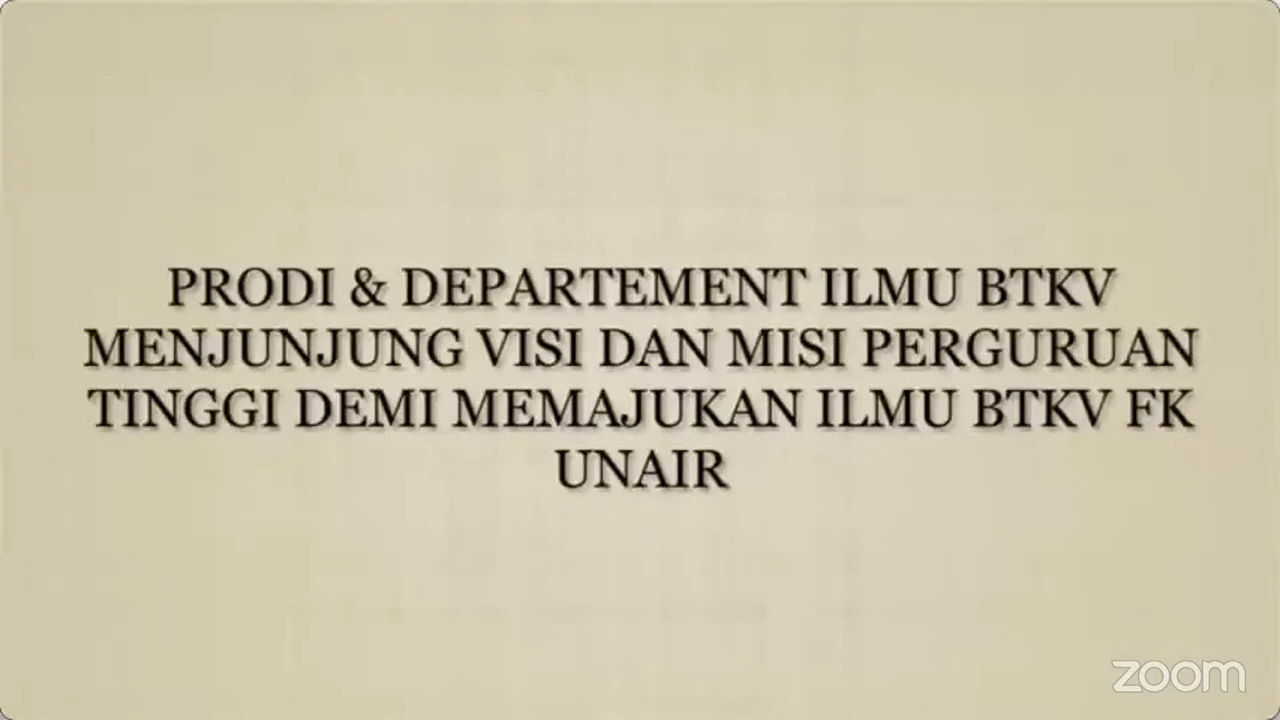 PRODI & DEPARTEMENT ILMU BTKV
MENJUNJUNG VISI DAN MISI PERGURUAN
TINGGI DEMI MEMAJUKAN ILMU BTKV FK
UNAIR
zoom